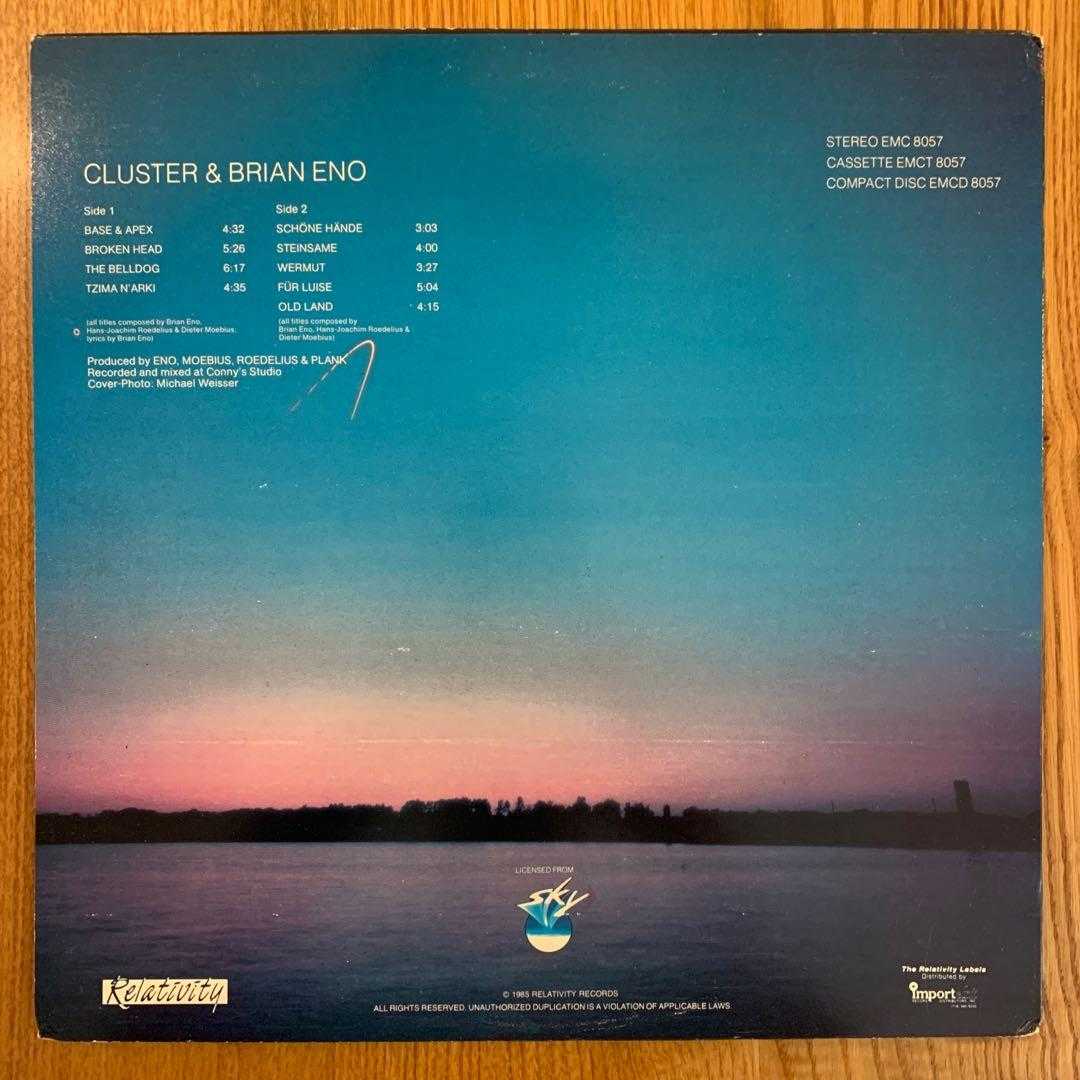 CLUSTER & BRIAN ENO
Side 1
BASE & APEX 4:32
BROKEN HEAD 5:26
THE BELLDOG 6:17
TZIMA N'ARKI 4:35
(all titles composed by Brian Eno,
Hans-Joachim Roedelius & Dieter Moebius;
lyrics by Brian Eno)
Side 2
SCHÖNE HÄNDE 3:03
STEINSAME 4:00
WERMUT 3:27
FÜR LUISE 5:04
OLD LAND 4:15
(all titles composed by
Brian Eno, Hans-Joachim Roedelius &
Dieter Moebius)
Produced by ENO, MOEBIUS, ROEDELIUS & PLANK
Recorded and mixed at Conny's Studio
Cover-Photo: Michael Weisser
STEREO EMC 8057
CASSETTE EMCT 8057
COMPACT DISC EMCD 8057
LICENSED FROM
sky
Relativity
© 1985 RELATIVITY RECORDS
ALL RIGHTS RESERVED. UNAUTHORIZED DUPLICATION IS A VIOLATION OF APPLICABLE LAWS.
The Relativity Labels
Distributed by
import